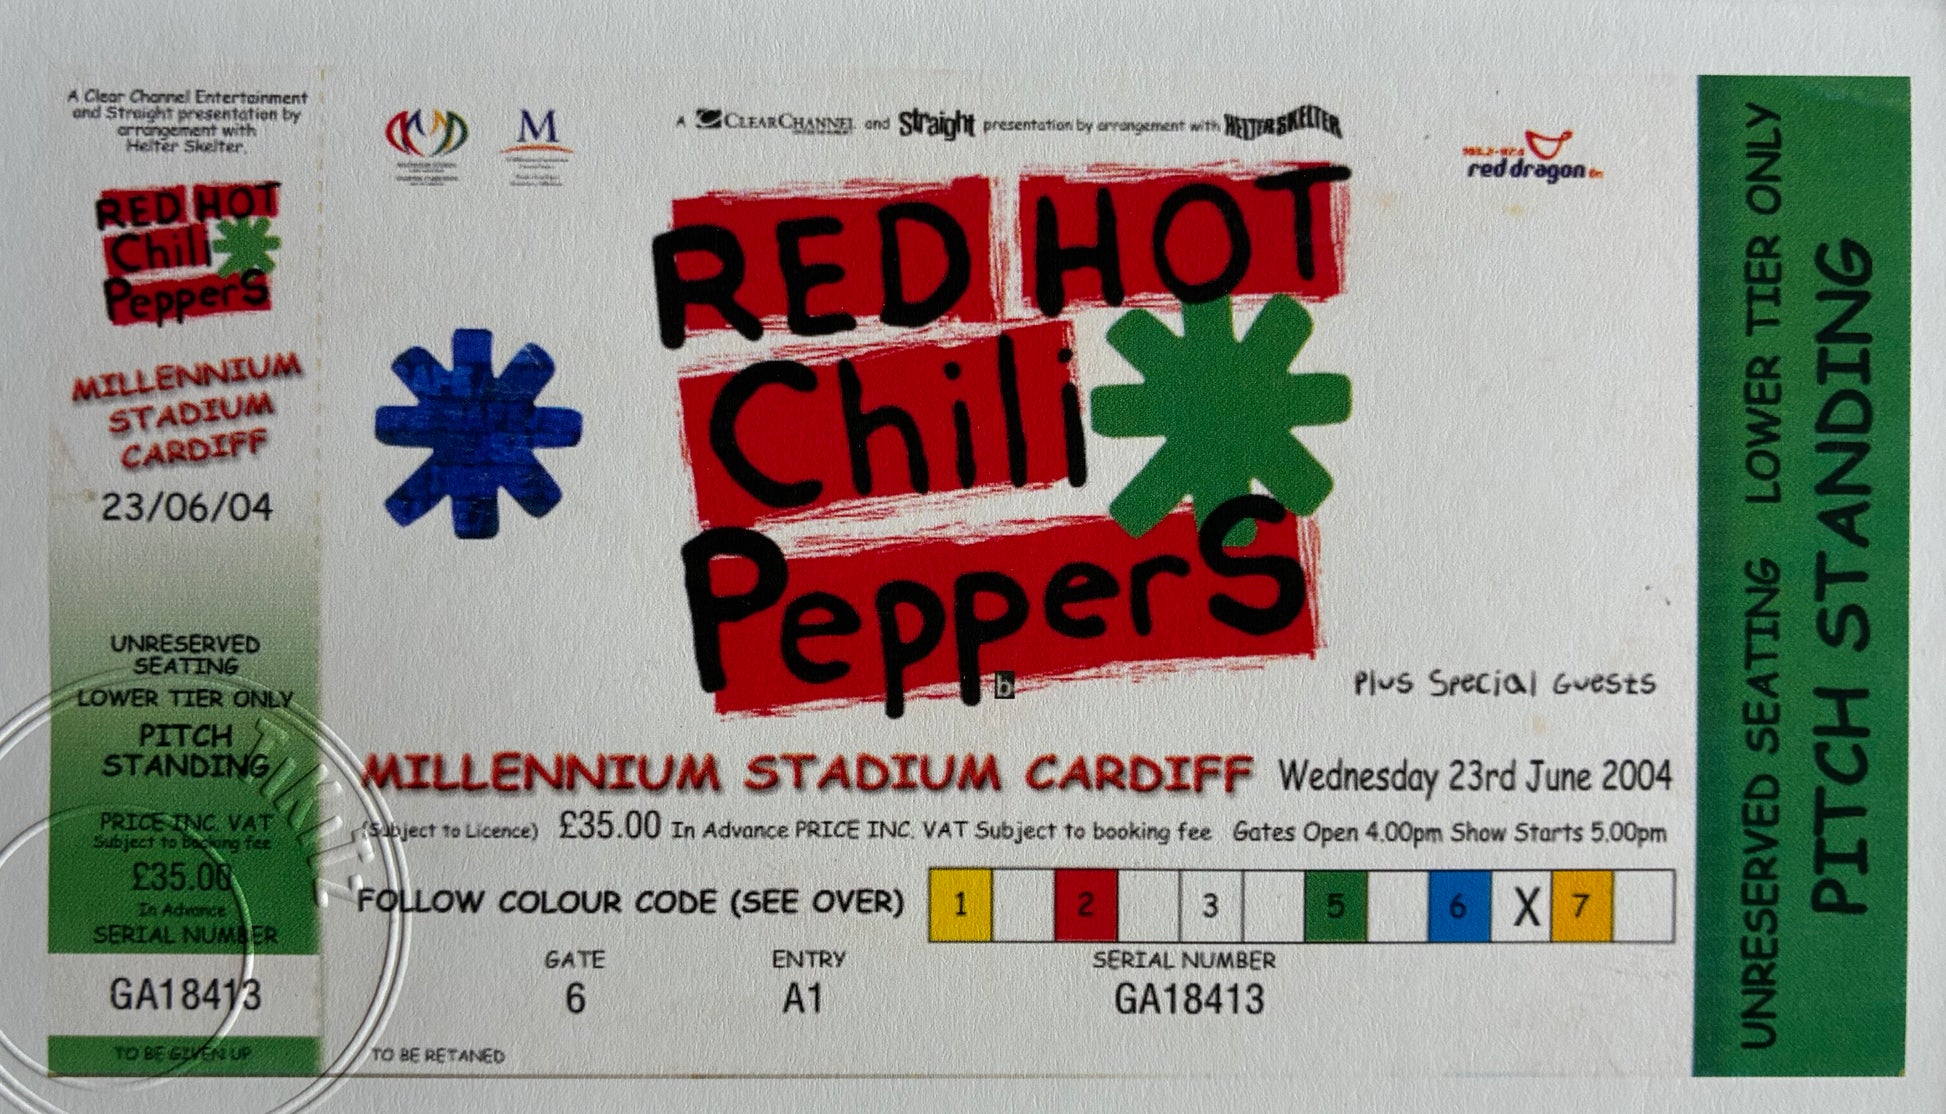 A Clear Channel Entertainment
and Straight presentation by
arrangement with
Helter Skelter.
RED HOT
Chili
PepperS
MILLENNIUM
STADIUM
CARDIFF
23/06/04
UNRESERVED
SEATING
LOWER TIER ONLY
PITCH
STANDING
PRICE INC. VAT
Subject to booking fee
£35.00
In Advance
SERIAL NUMBER
GA18413
TO BE GIVEN UP
TIMZ
M
A CLEARCHANNEL and Straight presentation by arrangement with HELTER SKELTER
red dragon fm
RED HOT
Chili
PepperS
b
Plus Special Guests
MILLENNIUM STADIUM CARDIFF Wednesday 23rd June 2004
(Subject to Licence) £35.00 In Advance PRICE INC. VAT Subject to booking fee Gates Open 4.00pm Show Starts 5.00pm
FOLLOW COLOUR CODE (SEE OVER) 1 2 3 5 6 X 7
GATE ENTRY SERIAL NUMBER
6 A1 GA18413
TO BE RETANED
UNRESERVED SEATING LOWER TIER ONLY
PITCH STANDING